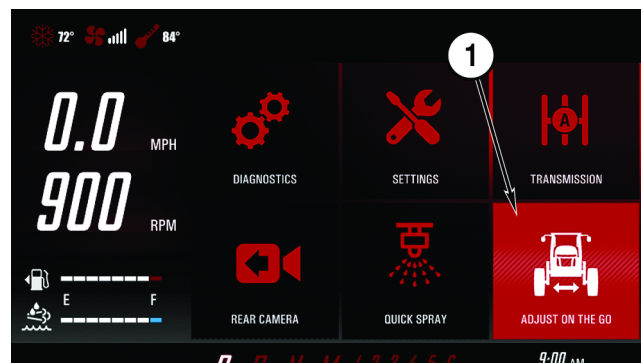 72° 84°
1
0.0 MPH
900 RPM
DIAGNOSTICS SETTINGS TRANSMISSION
A
E F
REAR CAMERA QUICK SPRAY ADJUST ON THE GO
9:00 AM